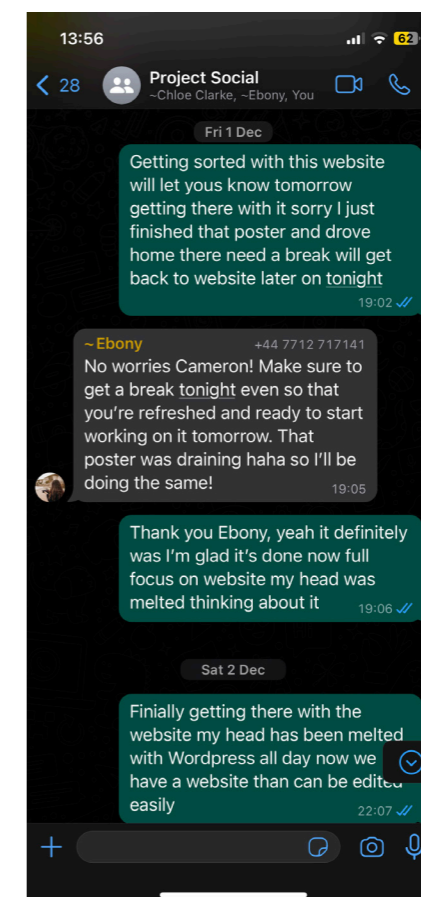 13:56
62
28
Project Social
~Chloe Clarke, ~Ebony, You
Fri 1 Dec
Getting sorted with this website
will let yous know tomorrow
getting there with it sorry I just
finished that poster and drove
home there need a break will get
back to website later on tonight
19:02
~Ebony +44 7712 717141
No worries Cameron! Make sure to
get a break tonight even so that
you're refreshed and ready to start
working on it tomorrow. That
poster was draining haha so I'll be
doing the same!
19:05
Thank you Ebony, yeah it definitely
was I'm glad it's done now full
focus on website my head was
melted thinking about it
19:06
Sat 2 Dec
Finially getting there with the
website my head has been melted
with Wordpress all day now we
have a website than can be edited
easily
22:07